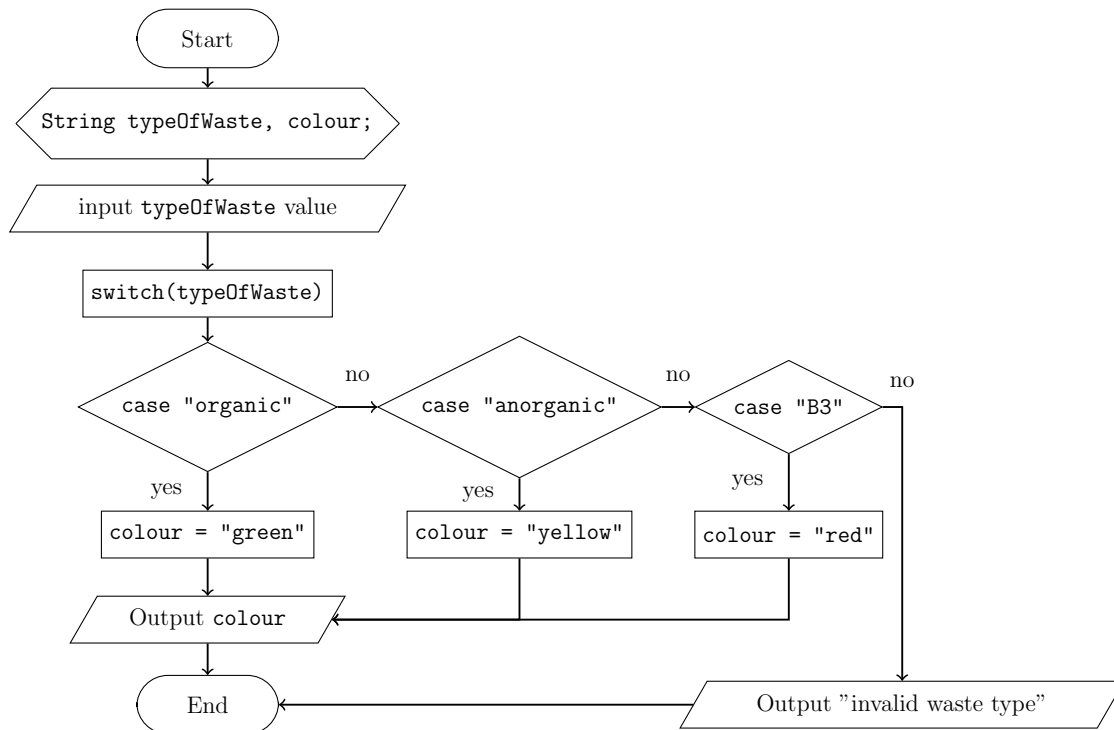 Start
String typeOfWaste, colour;
input typeOfWaste value
switch(typeOfWaste)
case "organic"
no
case "anorganic"
no
case "B3"
no
yes
yes
yes
colour = "green"
colour = "yellow"
colour = "red"
Output colour
End
Output "invalid waste type"